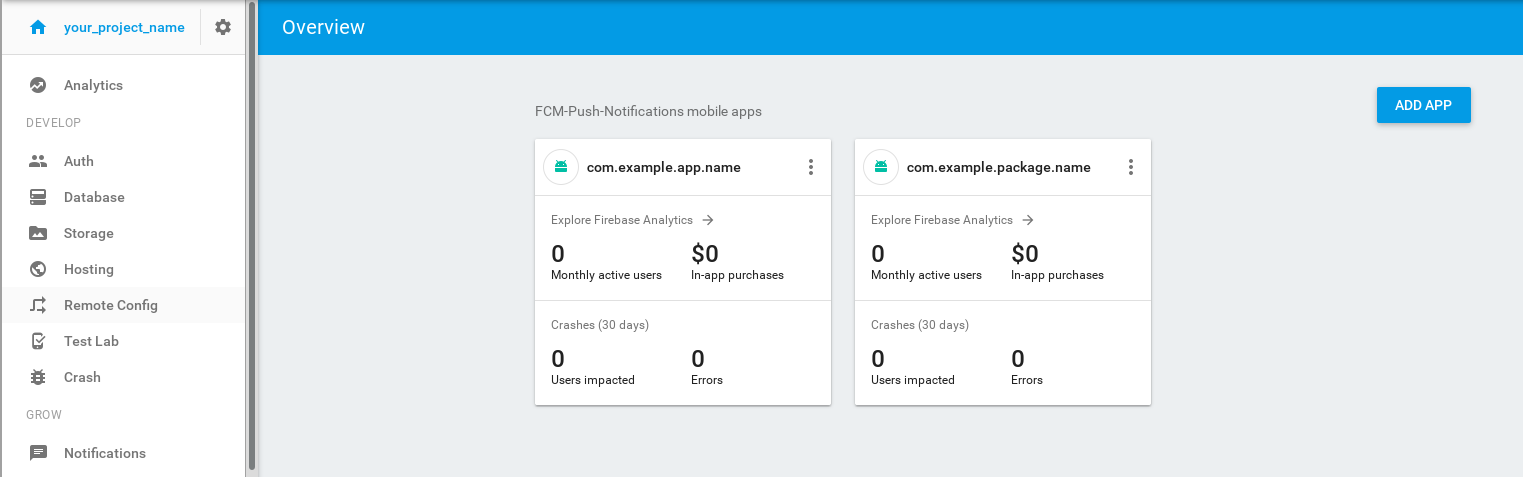 your_project_name
Analytics
DEVELOP
Auth
Database
Storage
Hosting
Remote Config
Test Lab
Crash
GROW
Notifications
Overview
ADD APP
FCM-Push-Notifications mobile apps
com.example.app.name
Explore Firebase Analytics
0 $0
Monthly active users In-app purchases
Crashes (30 days)
0 0
Users impacted Errors
com.example.package.name
Explore Firebase Analytics
0 $0
Monthly active users In-app purchases
Crashes (30 days)
0 0
Users impacted Errors